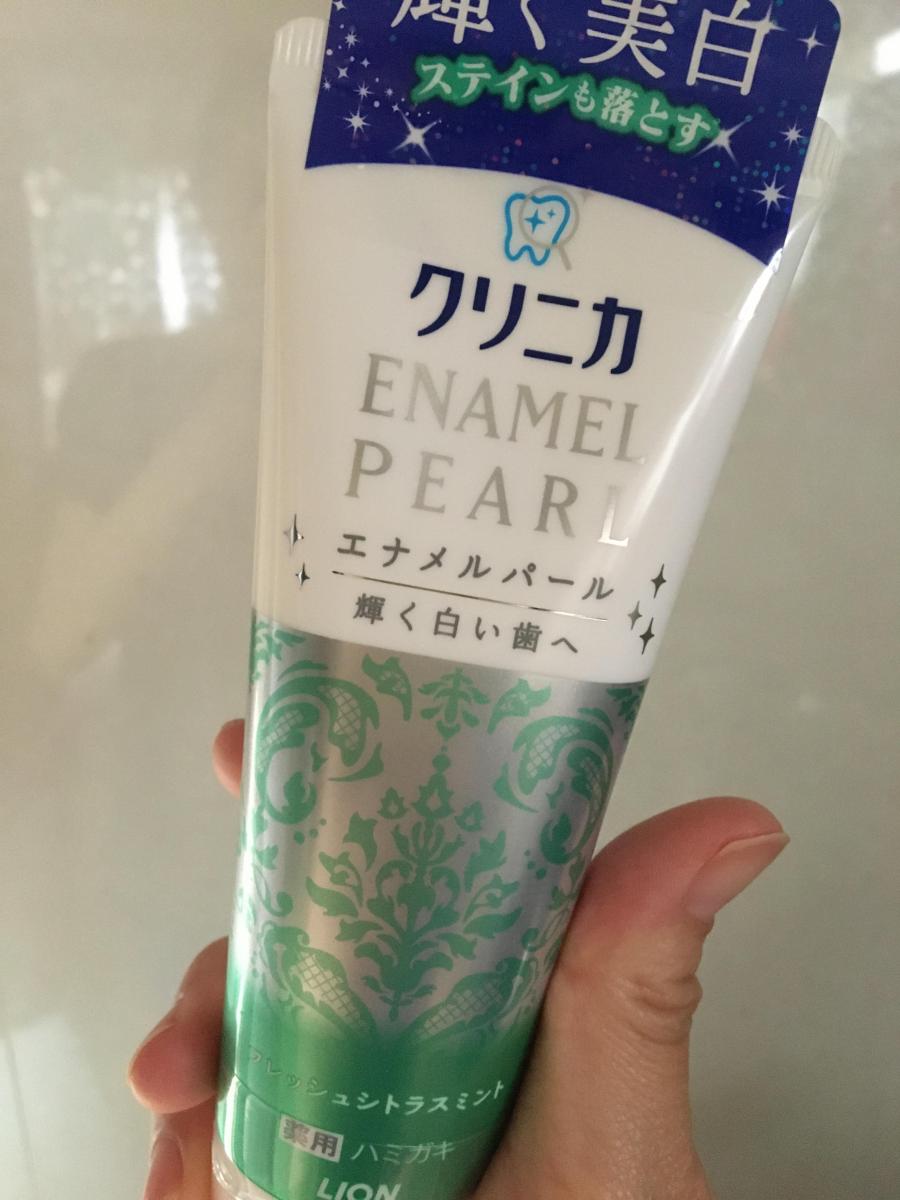 輝く美白
ステインも落とす
クリニカ
ENAMEL
PEARL
エナメルパール
輝く白い歯へ
フレッシュシトラスミント
薬用 ハミガキ
LION